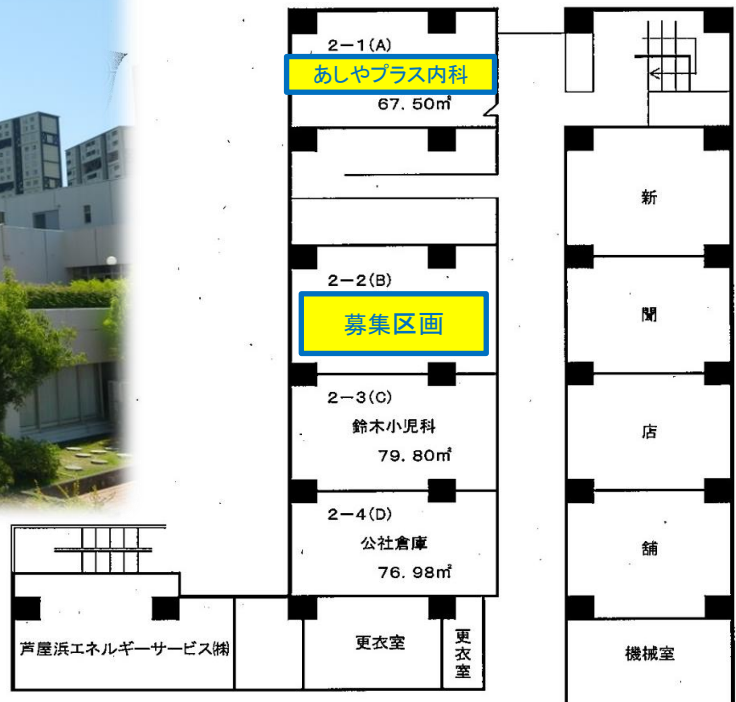 2-1(A)
あしやプラス内科
67.50㎡
2-2(B)
募集区画
2-3(C)
鈴木小児科
79.80㎡
2-4(D)
公社倉庫
76.98㎡
芦屋浜エネルギーサービス㈱
更衣室
更衣室
新
聞
店
舗
機械室